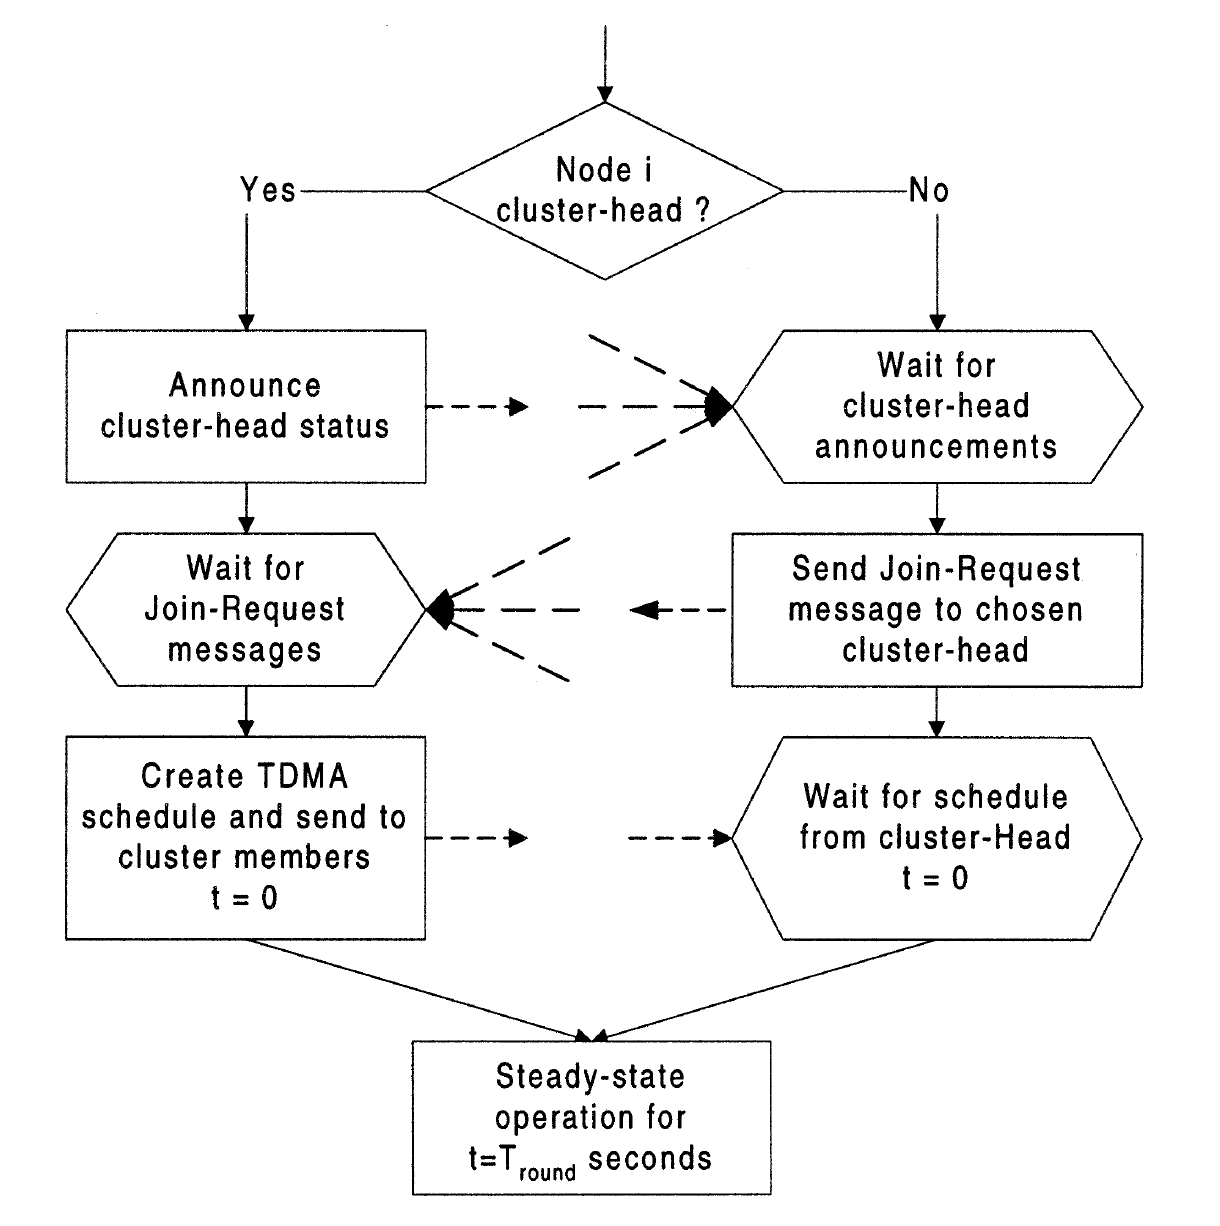 Node i
cluster-head ?
Yes
No
Announce
cluster-head status
Wait for
cluster-head
announcements
Wait for
Join-Request
messages
Send Join-Request
message to chosen
cluster-head
Create TDMA
schedule and send to
cluster members
t = 0
Wait for schedule
from cluster-Head
t = 0
Steady-state
operation for
t=Tround seconds